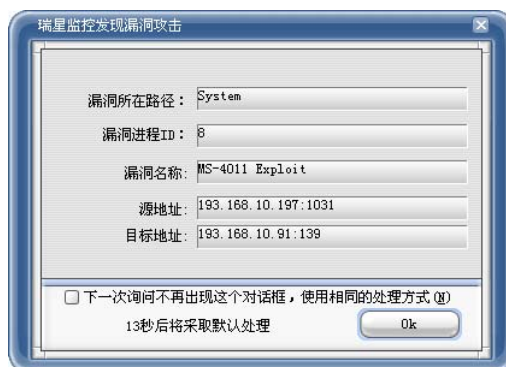 瑞星监控发现漏洞攻击
漏洞所在路径： System
漏洞进程ID： 8
漏洞名称: MS-4011 Exploit
源地址: 193.168.10.197:1031
目标地址: 193.168.10.91:139
下一次询问不再出现这个对话框，使用相同的处理方式(N)
13秒后将采取默认处理 Ok